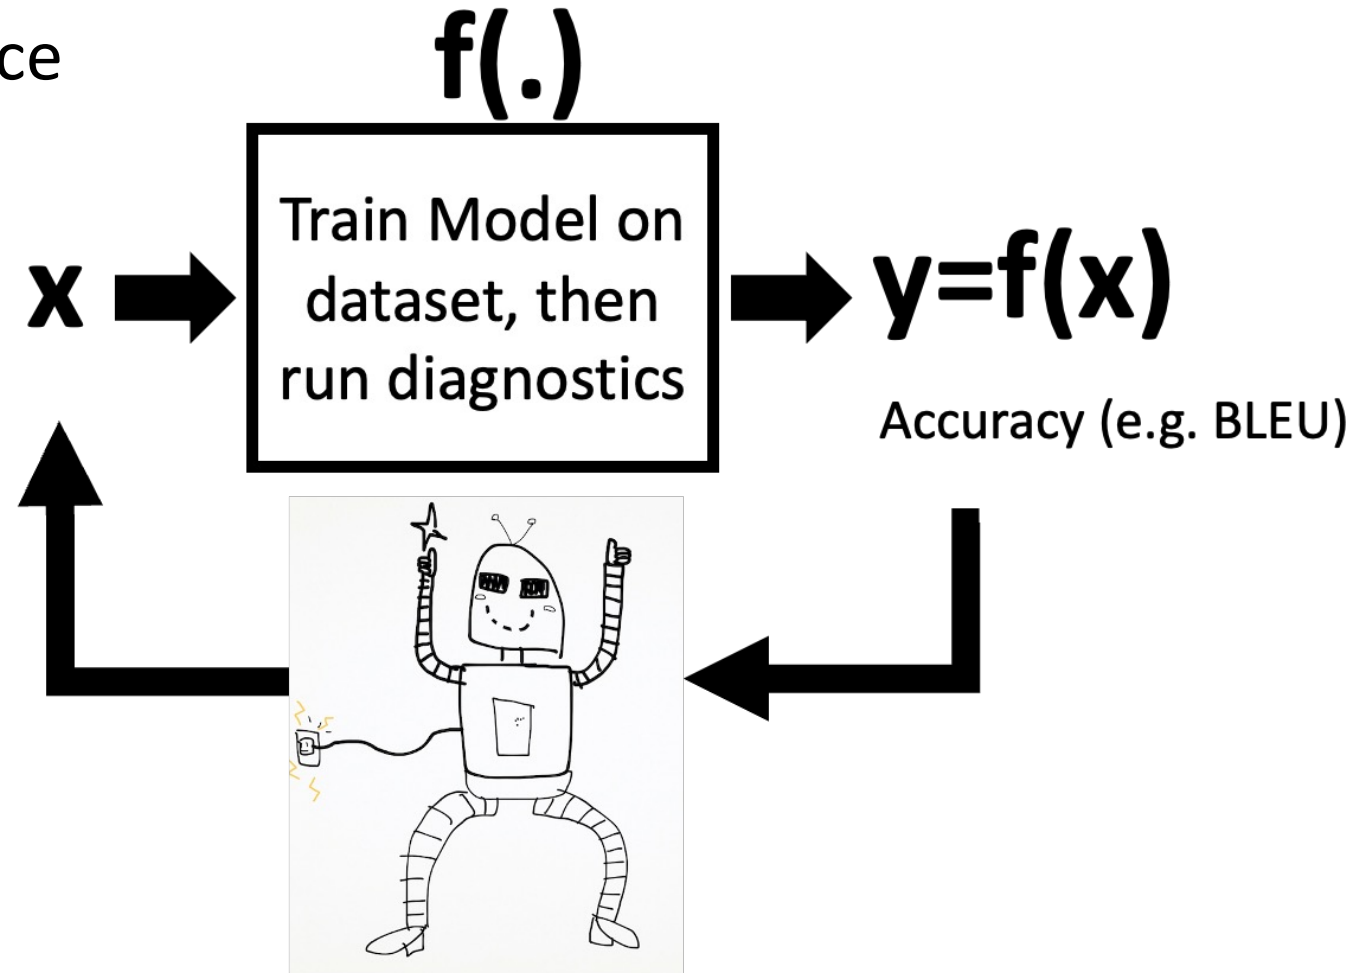 ce
f(.)
Train Model on
x
dataset, then
y=f(x)
run diagnostics
Accuracy (e.g. BLEU)